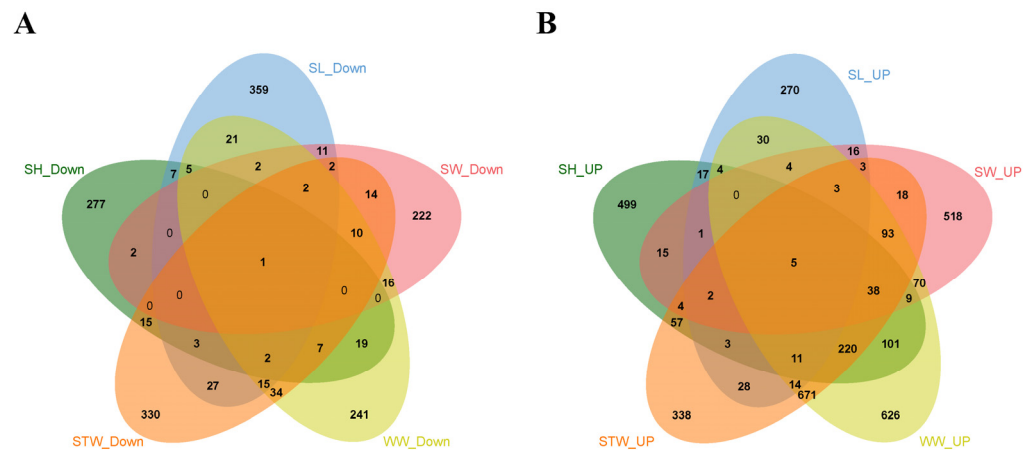 A B
SL_Down SL_UP
359 270
21 30
11 16
SH_Down 7 5 2 2 SW_Down SH_UP 17 4 4 3 SW_UP
0 2 14 0 3 18
277 222 499 518
0 10 1 93
2 15
1 5
16 70
0 0 0 2 38 9
0 4
15 57
3 2 7 19 3 11 220 101
27 15 28 14
34 671
330 241 338 626
STW_Down WW_Down STW_UP WW_UP